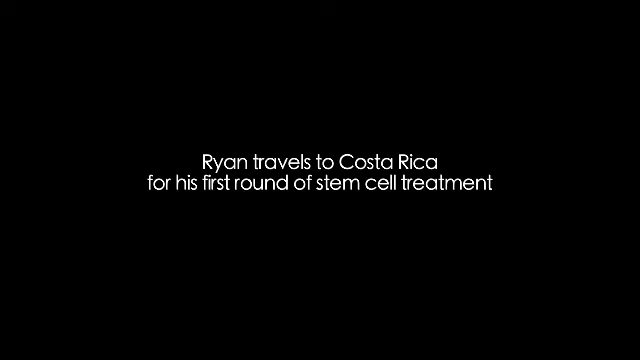 Ryan travels to Costa Rica
for his first round of stem cell treatment